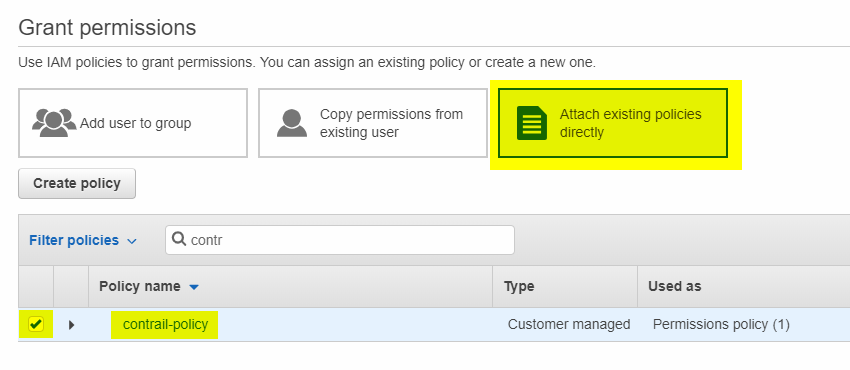 Grant permissions
Use IAM policies to grant permissions. You can assign an existing policy or create a new one.
Add user to group
Copy permissions from
existing user
Attach existing policies
directly
Create policy
Filter policies
contr
Policy name
Type
Used as
contrail-policy
Customer managed
Permissions policy (1)